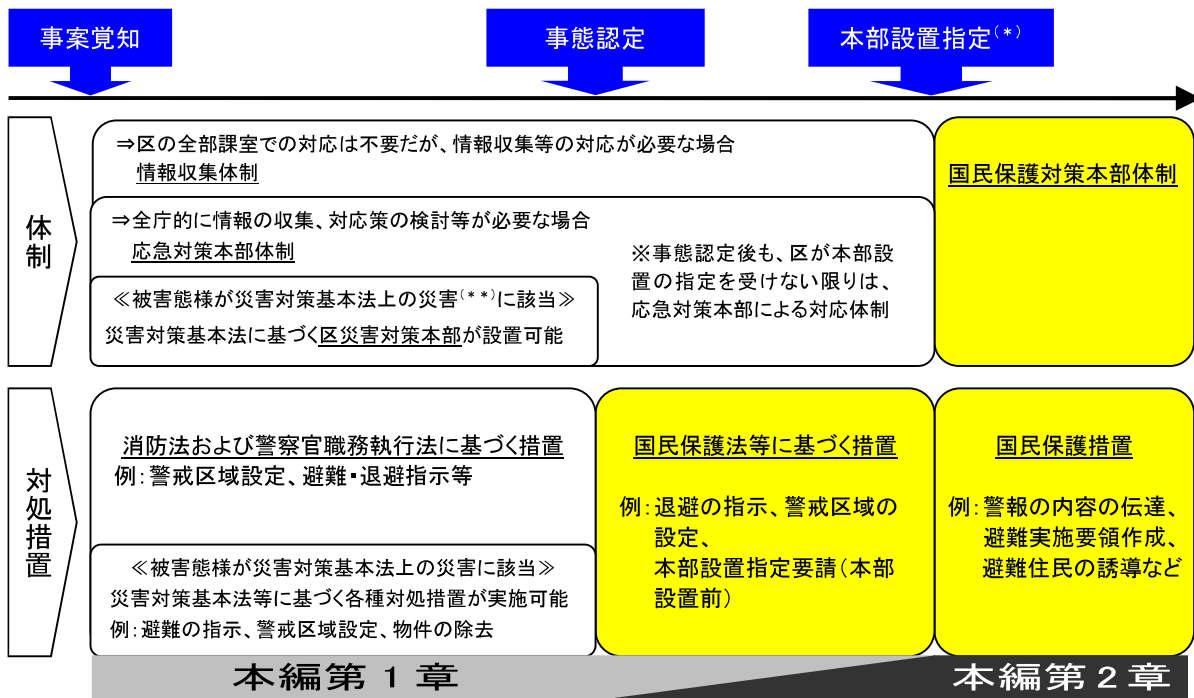 事案覚知
事態認定
本部設置指定(*)
体制
⇒区の全部課室での対応は不要だが、情報収集等の対応が必要な場合
情報収集体制
⇒全庁的に情報の収集、対応策の検討等が必要な場合
応急対策本部体制
≪被害態様が災害対策基本法上の災害(**)に該当≫
災害対策基本法に基づく区災害対策本部が設置可能
※事態認定後も、区が本部設
置の指定を受けない限りは、
応急対策本部による対応体制
国民保護対策本部体制
対処措置
消防法および警察官職務執行法に基づく措置
例：警戒区域設定、避難・退避指示等
≪被害態様が災害対策基本法上の災害に該当≫
災害対策基本法等に基づく各種対処措置が実施可能
例：避難の指示、警戒区域設定、物件の除去
国民保護法等に基づく措置
例：退避の指示、警戒区域の
設定、
本部設置指定要請（本部
設置前）
国民保護措置
例：警報の内容の伝達、
避難実施要領作成、
避難住民の誘導など
本編第１章
本編第２章